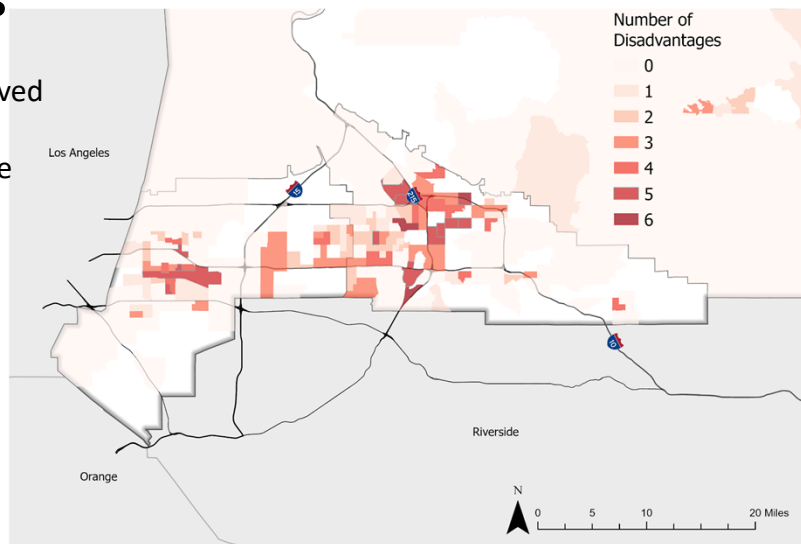 ved
e
Number of
Disadvantages
0
1
2
3
4
5
6
Los Angeles
15
215
10
Riverside
Orange
N
0 5 10 20 Miles